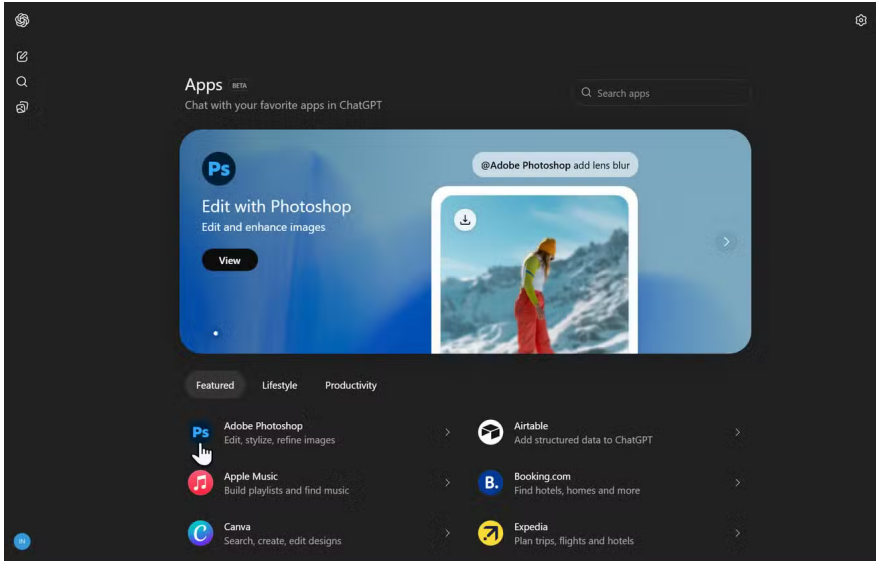 Apps BETA
Chat with your favorite apps in ChatGPT
Search apps
Ps
Edit with Photoshop
Edit and enhance images
View
@Adobe Photoshop add lens blur
Featured
Lifestyle
Productivity
Ps
Adobe Photoshop
Edit, stylize, refine images
Airtable
Add structured data to ChatGPT
Apple Music
Build playlists and find music
B.
Booking.com
Find hotels, homes and more
C
Canva
Search, create, edit designs
Expedia
Plan trips, flights and hotels
IN